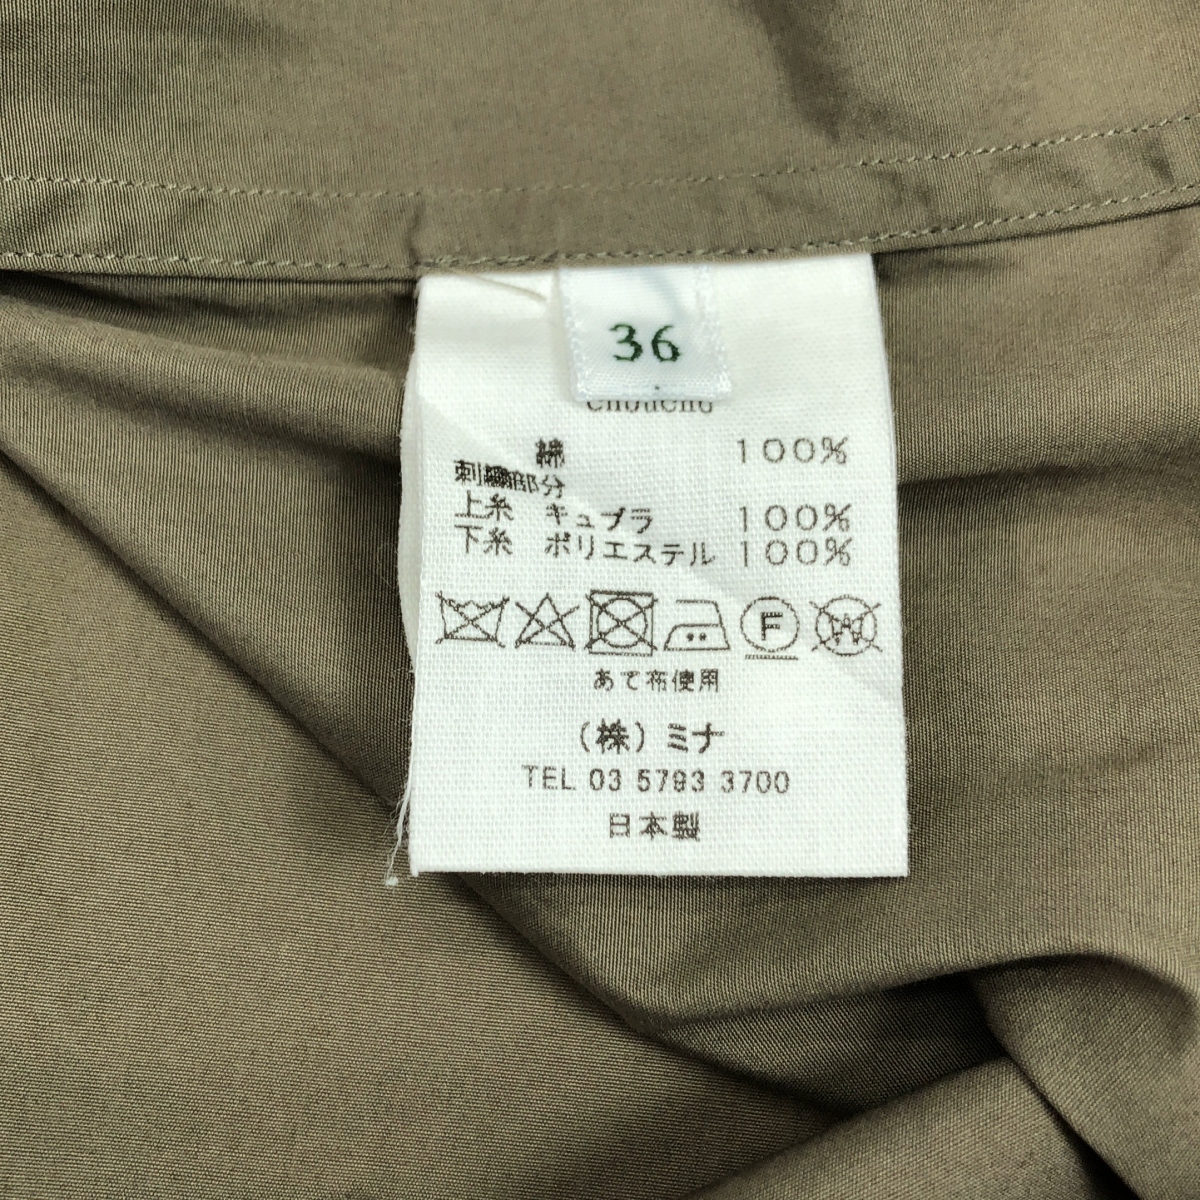 36
choucho
綿 100%
刺繍部分
上糸 キュプラ 100%
下糸 ポリエステル 100%
F W
あて布使用
(株) ミナ
TEL 03 5793 3700
日本製